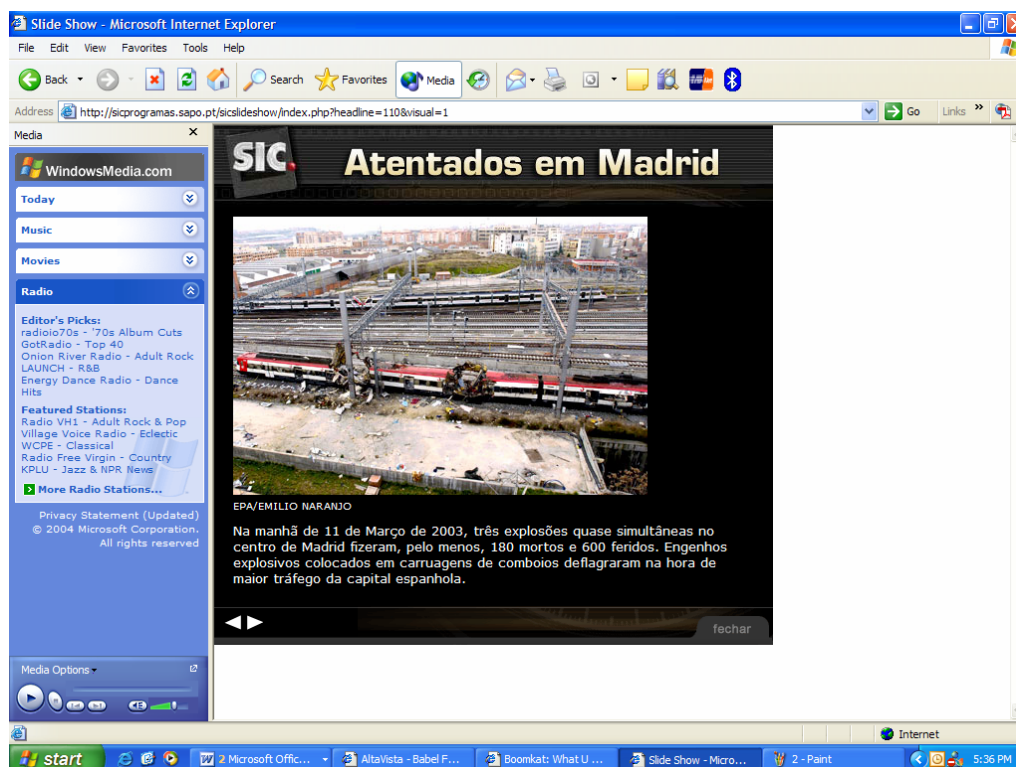 Slide Show - Microsoft Internet Explorer
File Edit View Favorites Tools Help
Back Search Favorites Media
Address http://sicprogramas.sapo.pt/sicslideshow/index.php?headline=110&visual=1 Go Links »
Media X
WindowsMedia.com
Today
Music
Movies
Radio
Editor's Picks:
radioio70s - '70s Album Cuts
GotRadio - Top 40
Onion River Radio - Adult Rock
LAUNCH - R&B
Energy Dance Radio - Dance
Hits
Featured Stations:
Radio VH1 - Adult Rock & Pop
Village Voice Radio - Eclectic
WCPE - Classical
Radio Free Virgin - Country
KPLU - Jazz & NPR News
More Radio Stations...
Privacy Statement (Updated)
© 2004 Microsoft Corporation.
All rights reserved
Media Options
SIC.
Atentados em Madrid
EPA/EMILIO NARANJO
Na manhã de 11 de Março de 2003, três explosões quase simultâneas no
centro de Madrid fizeram, pelo menos, 180 mortos e 600 feridos. Engenhos
explosivos colocados em carruagens de comboios deflagraram na hora de
maior tráfego da capital espanhola.
fechar
Internet
start 2 Microsoft Offic... AltaVista - Babel F... Boomkat: What U ... Slide Show - Micro... 2 - Paint 5:36 PM